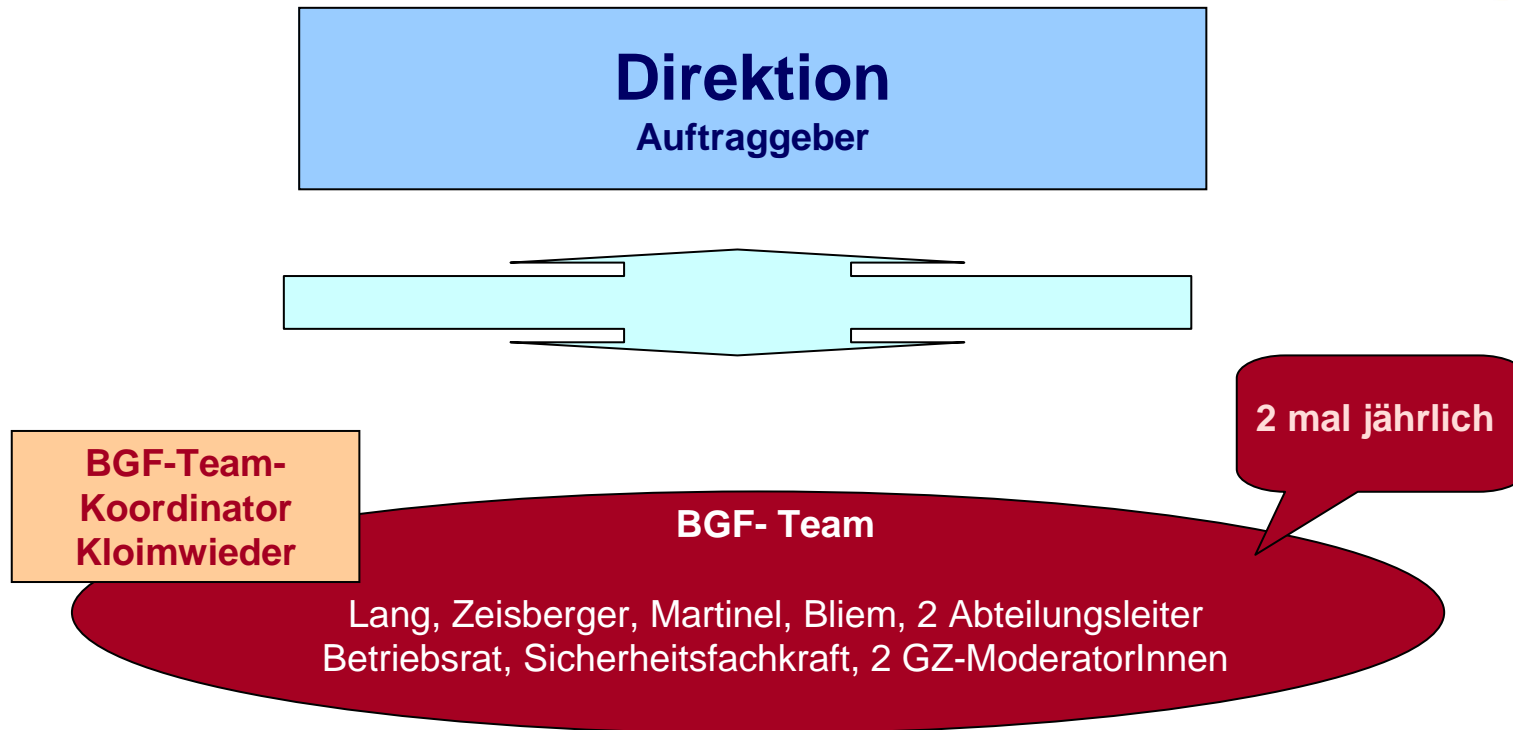 Direktion
Auftraggeber
2 mal jährlich
BGF-Team-
Koordinator
Kloimwieder
BGF- Team
Lang, Zeisberger, Martinel, Bliem, 2 Abteilungsleiter
Betriebsrat, Sicherheitsfachkraft, 2 GZ-ModeratorInnen